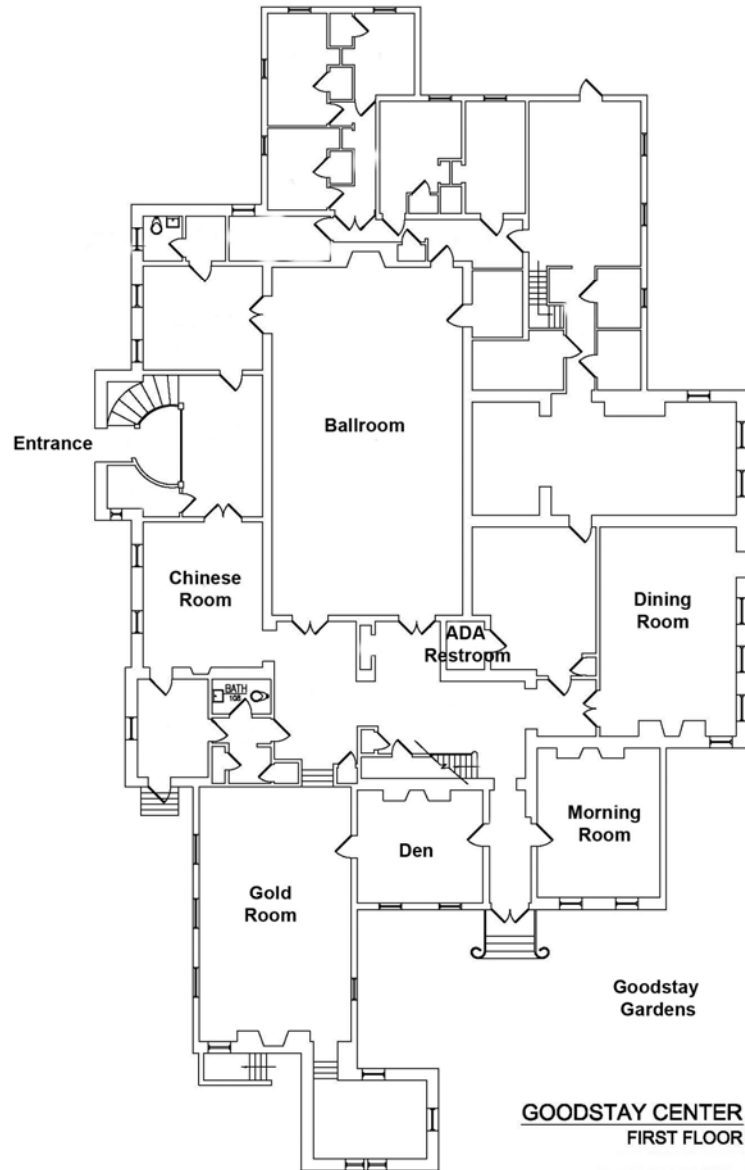 Entrance
Ballroom
Chinese
Room
ADA
Restroom
Dining
Room
BATH
108
Morning
Room
Den
Gold
Room
Goodstay
Gardens
GOODSTAY CENTER
FIRST FLOOR